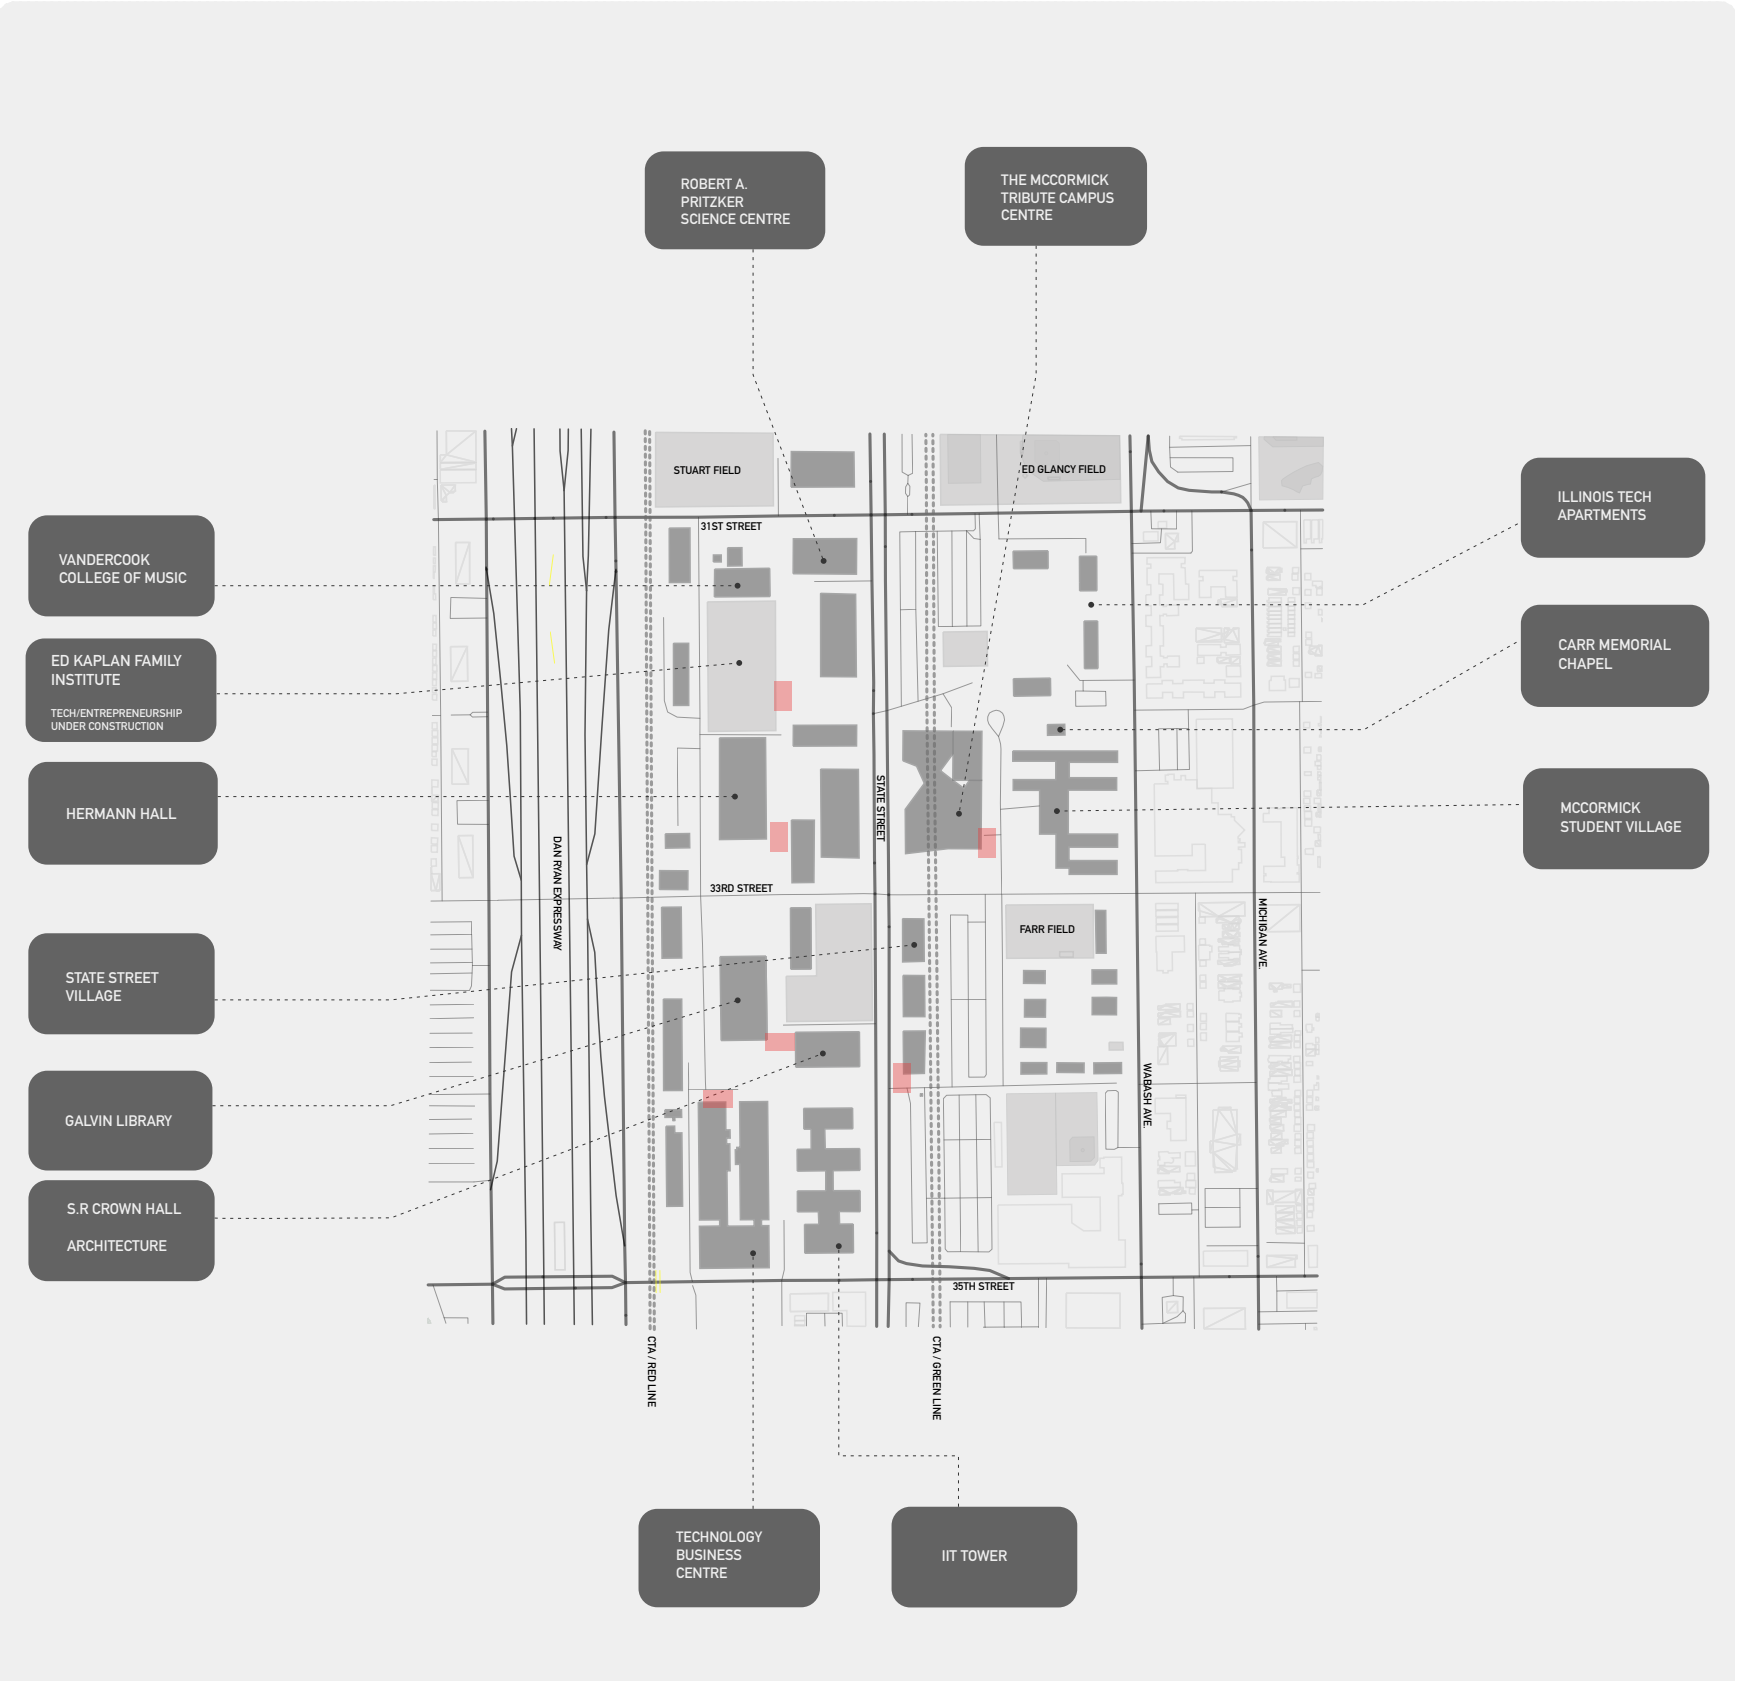 ROBERT A.
PRITZKER
SCIENCE CENTRE
THE MCCORMICK
TRIBUTE CAMPUS
CENTRE
STUART FIELD
ED GLANCY FIELD
ILLINOIS TECH
APARTMENTS
31ST STREET
VANDERCOOK
COLLEGE OF MUSIC
CARR MEMORIAL
CHAPEL
ED KAPLAN FAMILY
INSTITUTE
TECH/ENTREPRENEURSHIP
UNDER CONSTRUCTION
HERMANN HALL
STATE STREET
MCCORMICK
STUDENT VILLAGE
DAN RYAN EXPRESSWAY
33RD STREET
FARR FIELD
MICHIGAN AVE.
STATE STREET
VILLAGE
GALVIN LIBRARY
WABASH AVE.
S.R CROWN HALL
ARCHITECTURE
35TH STREET
CTA / RED LINE
CTA / GREEN LINE
TECHNOLOGY
BUSINESS
CENTRE
IIT TOWER